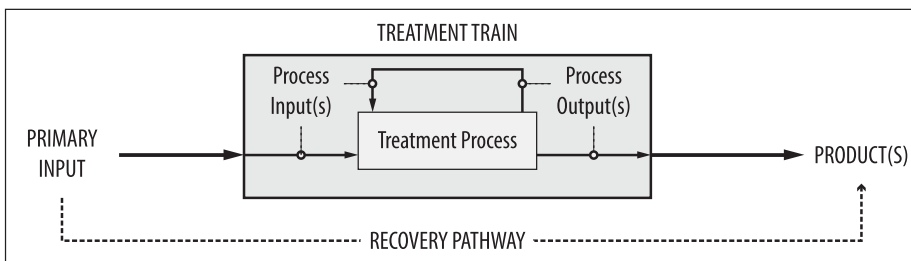 TREATMENT TRAIN
Process
Input(s)
Process
Output(s)
Treatment Process
PRIMARY
INPUT
PRODUCT(S)
RECOVERY PATHWAY